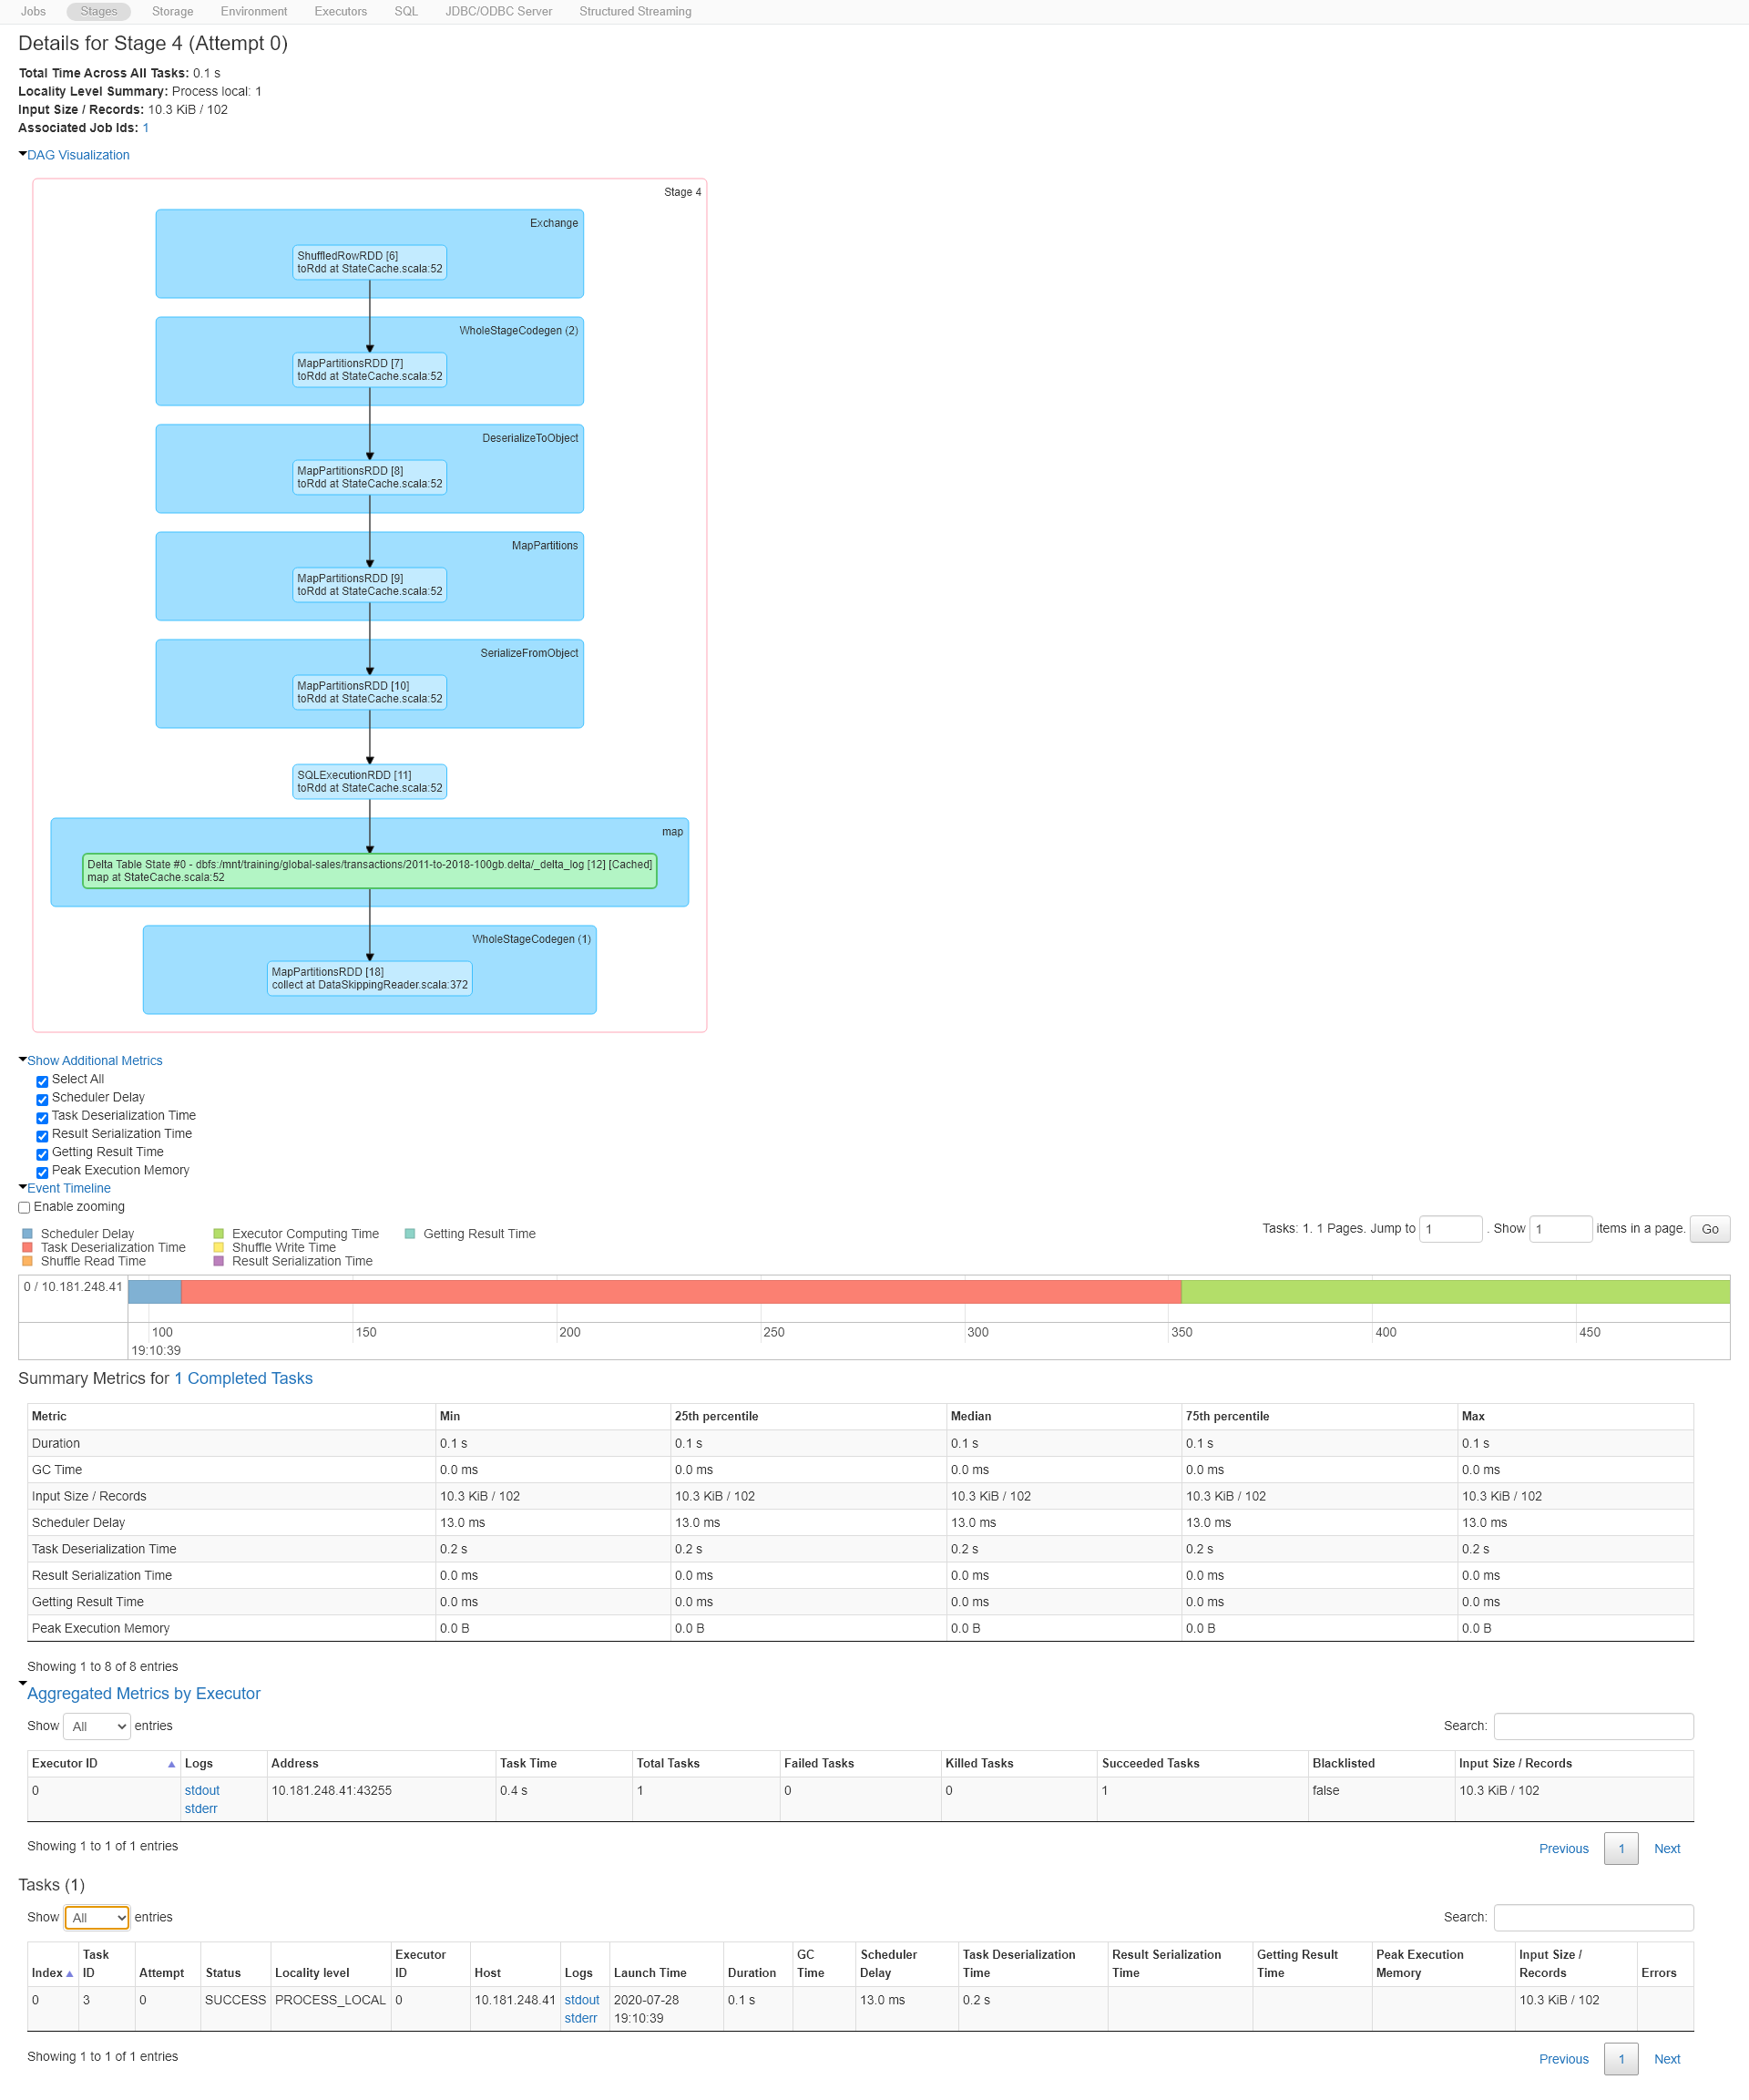 Jobs Stages Storage Environment Executors SQL JDBC/ODBC Server Structured Streaming
Details for Stage 4 (Attempt 0)
Total Time Across All Tasks: 0.1 s
Locality Level Summary: Process local: 1
Input Size / Records: 10.3 KiB / 102
Associated Job Ids: 1
DAG Visualization
Stage 4
Exchange
ShuffledRowRDD [6]
toRdd at StateCache.scala:52
WholeStageCodegen (2)
MapPartitionsRDD [7]
toRdd at StateCache.scala:52
DeserializeToObject
MapPartitionsRDD [8]
toRdd at StateCache.scala:52
MapPartitions
MapPartitionsRDD [9]
toRdd at StateCache.scala:52
SerializeFromObject
MapPartitionsRDD [10]
toRdd at StateCache.scala:52
SQLExecutionRDD [11]
toRdd at StateCache.scala:52
map
Delta Table State #0 - dbfs:/mnt/training/global-sales/transactions/2011-to-2018-100gb.delta/_delta_log [12] [Cached]
map at StateCache.scala:52
WholeStageCodegen (1)
MapPartitionsRDD [18]
collect at DataSkippingReader.scala:372
Show Additional Metrics
Select All
Scheduler Delay
Task Deserialization Time
Result Serialization Time
Getting Result Time
Peak Execution Memory
Event Timeline
Enable zooming
Tasks: 1. 1 Pages. Jump to 1 . Show 1 items in a page. Go
Scheduler Delay Executor Computing Time Getting Result Time
Task Deserialization Time Shuffle Write Time
Shuffle Read Time Result Serialization Time
0 / 10.181.248.41
100 150 200 250 300 350 400 450
19:10:39
Summary Metrics for 1 Completed Tasks
Metric Min 25th percentile Median 75th percentile Max
Duration 0.1 s 0.1 s 0.1 s 0.1 s 0.1 s
GC Time 0.0 ms 0.0 ms 0.0 ms 0.0 ms 0.0 ms
Input Size / Records 10.3 KiB / 102 10.3 KiB / 102 10.3 KiB / 102 10.3 KiB / 102 10.3 KiB / 102
Scheduler Delay 13.0 ms 13.0 ms 13.0 ms 13.0 ms 13.0 ms
Task Deserialization Time 0.2 s 0.2 s 0.2 s 0.2 s 0.2 s
Result Serialization Time 0.0 ms 0.0 ms 0.0 ms 0.0 ms 0.0 ms
Getting Result Time 0.0 ms 0.0 ms 0.0 ms 0.0 ms 0.0 ms
Peak Execution Memory 0.0 B 0.0 B 0.0 B 0.0 B 0.0 B
Showing 1 to 8 of 8 entries
Aggregated Metrics by Executor
Show All entries Search:
Executor ID Logs Address Task Time Total Tasks Failed Tasks Killed Tasks Succeeded Tasks Blacklisted Input Size / Records
0 stdout 10.181.248.41:43255 0.4 s 1 0 0 1 false 10.3 KiB / 102
stderr
Showing 1 to 1 of 1 entries Previous 1 Next
Tasks (1)
Show All entries Search:
Task Executor GC Scheduler Task Deserialization Result Serialization Getting Result Peak Execution Input Size /
Index ID Attempt Status Locality level ID Host Logs Launch Time Duration Time Delay Time Time Time Memory Records Errors
0 3 0 SUCCESS PROCESS_LOCAL 0 10.181.248.41 stdout 2020-07-28 0.1 s 13.0 ms 0.2 s 10.3 KiB / 102
stderr 19:10:39
Showing 1 to 1 of 1 entries Previous 1 Next